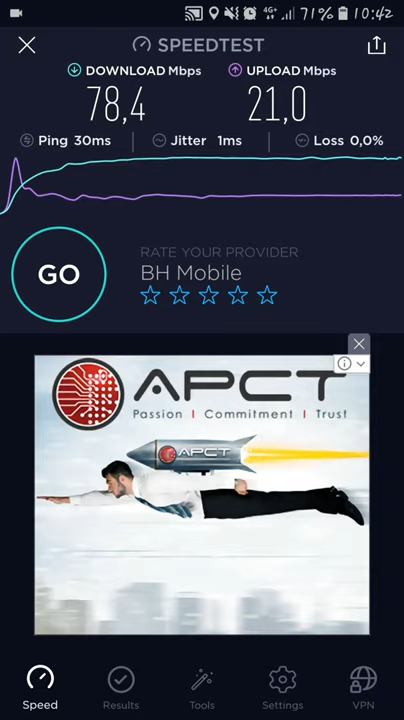 4G+ 71% 10:42
SPEEDTEST
DOWNLOAD Mbps UPLOAD Mbps
78,4 21,0
Ping 30ms Jitter 1ms Loss 0,0%
RATE YOUR PROVIDER
GO
BH Mobile
APCT
Passion | Commitment | Trust
APCT
Speed Results Tools Settings VPN